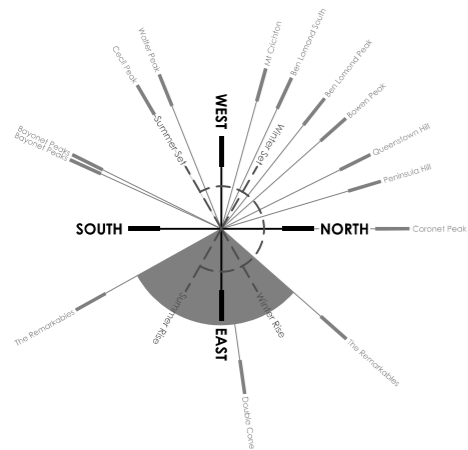 Mt Crichton
Ben Lomond South
Walter Peak
Cecil Peak
Ben Lomond Peak
Bowen Peak
WEST
Summer Set
Winter Set
Queenstown Hill
Bayonet Peaks
Bayonet Peaks
Peninsula Hill
SOUTH
NORTH
Coronet Peak
Summer Rise
Winter Rise
The Remarkables
EAST
The Remarkables
Double Cone